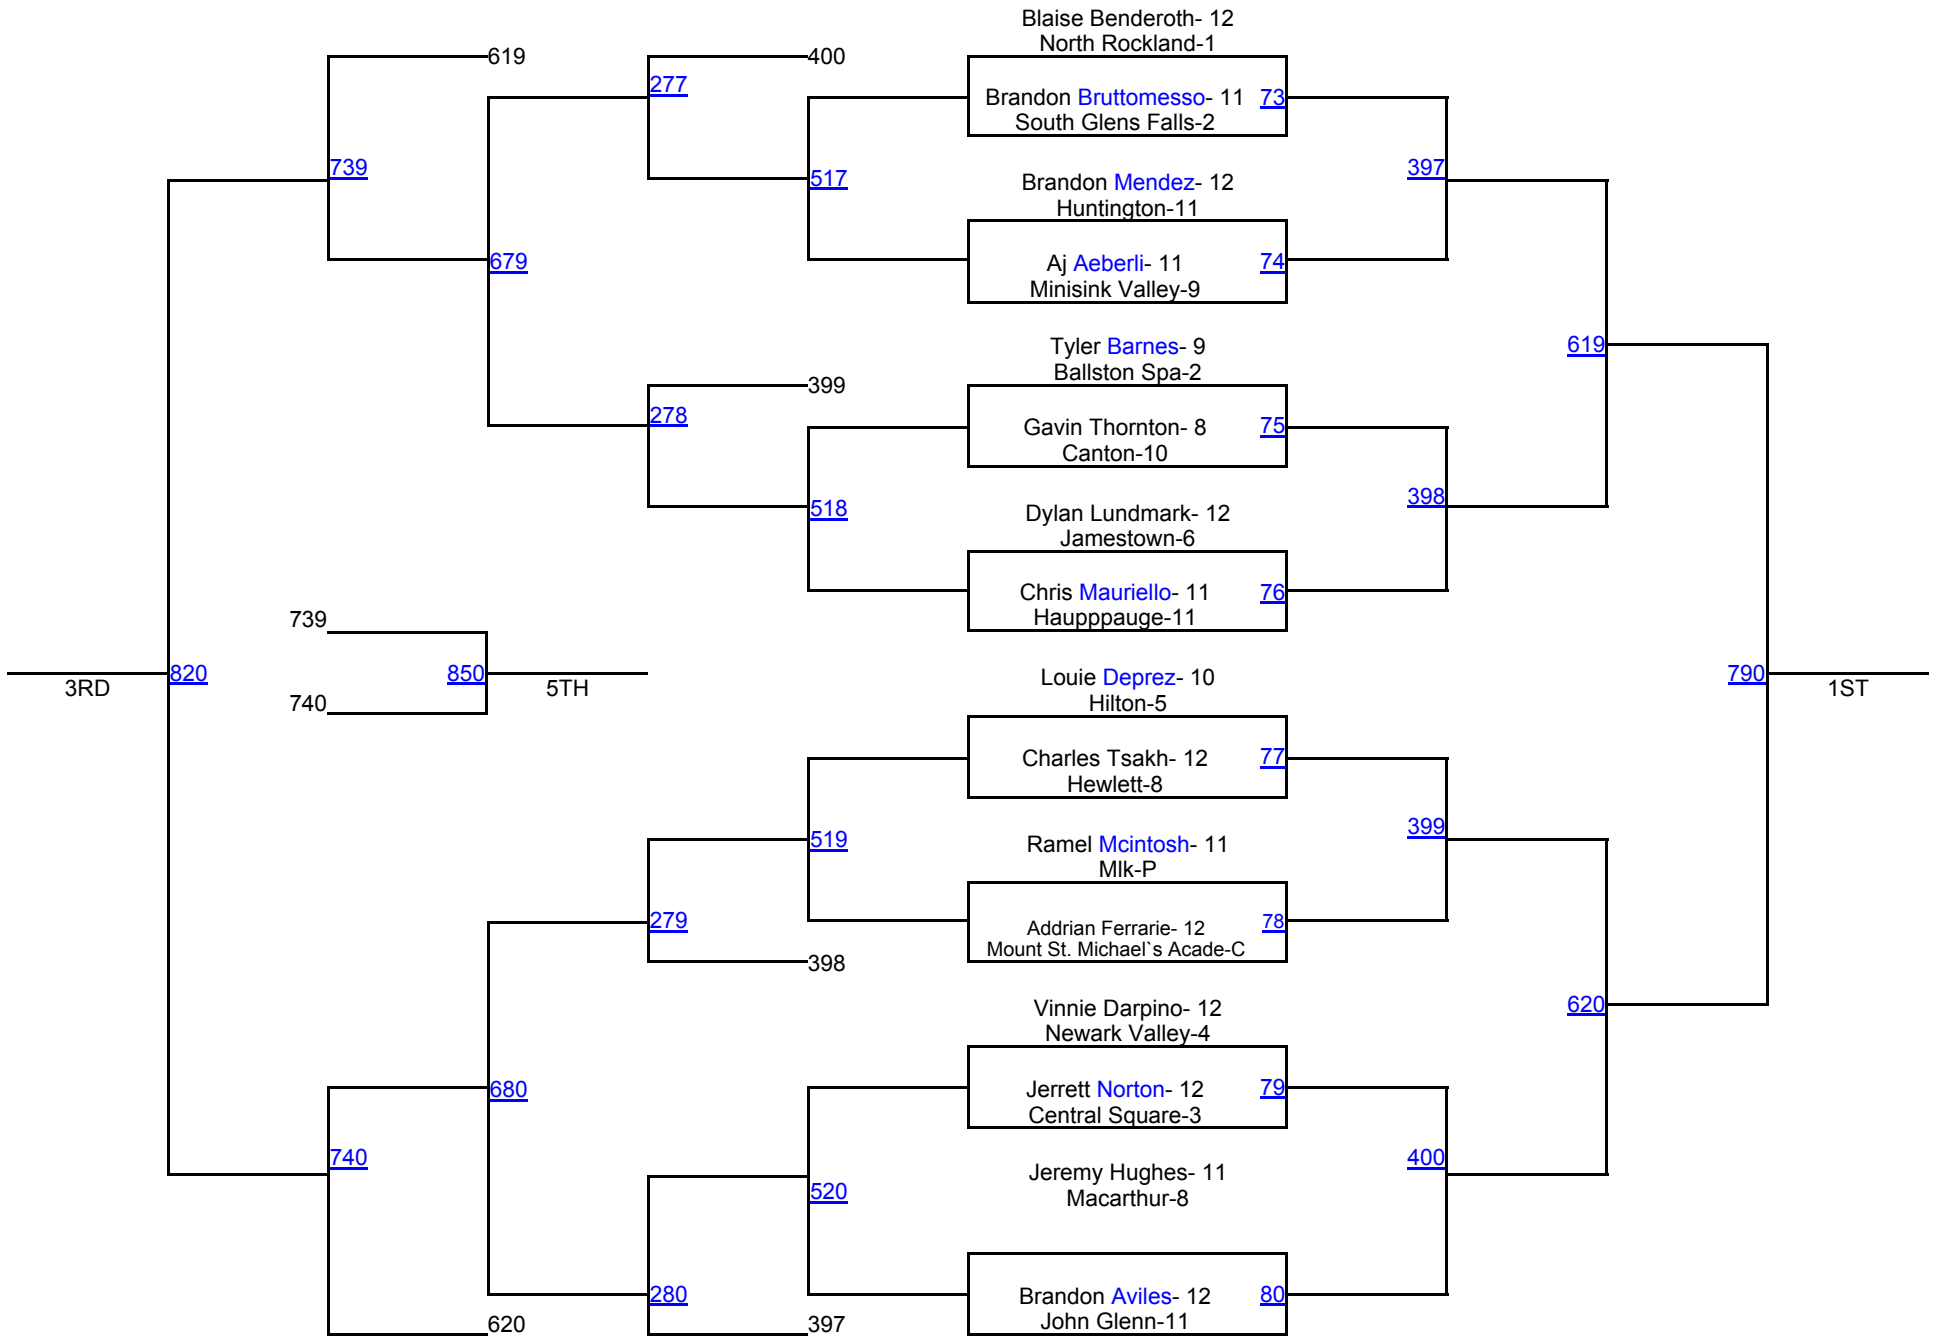 Blaise Benderoth- 12
North Rockland-1
619
400
277
Brandon Bruttomesso- 11 73
South Glens Falls-2
739
517
Brandon Mendez- 12
Huntington-11
397
679
Aj Aeberli- 11 74
Minisink Valley-9
Tyler Barnes- 9
Ballston Spa-2
619
399
278
Gavin Thornton- 8 75
Canton-10
518
Dylan Lundmark- 12
Jamestown-6
398
Chris Mauriello- 11 76
Haupppauge-11
739
3RD
820
850
5TH
740
Louie Deprez- 10
Hilton-5
790
1ST
Charles Tsakh- 12 77
Hewlett-8
519
Ramel Mcintosh- 11
Mlk-P
399
279
Addrian Ferrarie- 12 78
Mount St. Michael`s Acade-C
398
Vinnie Darpino- 12
Newark Valley-4
620
680
Jerrett Norton- 12 79
Central Square-3
740
520
Jeremy Hughes- 11
Macarthur-8
400
280
Brandon Aviles- 12 80
John Glenn-11
620
397